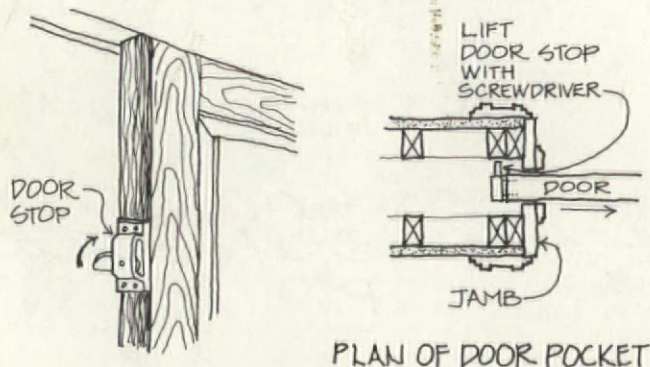 LIFT
DOOR STOP
WITH
SCREWDRIVER
DOOR
STOP
DOOR
JAMB
PLAN OF DOOR POCKET